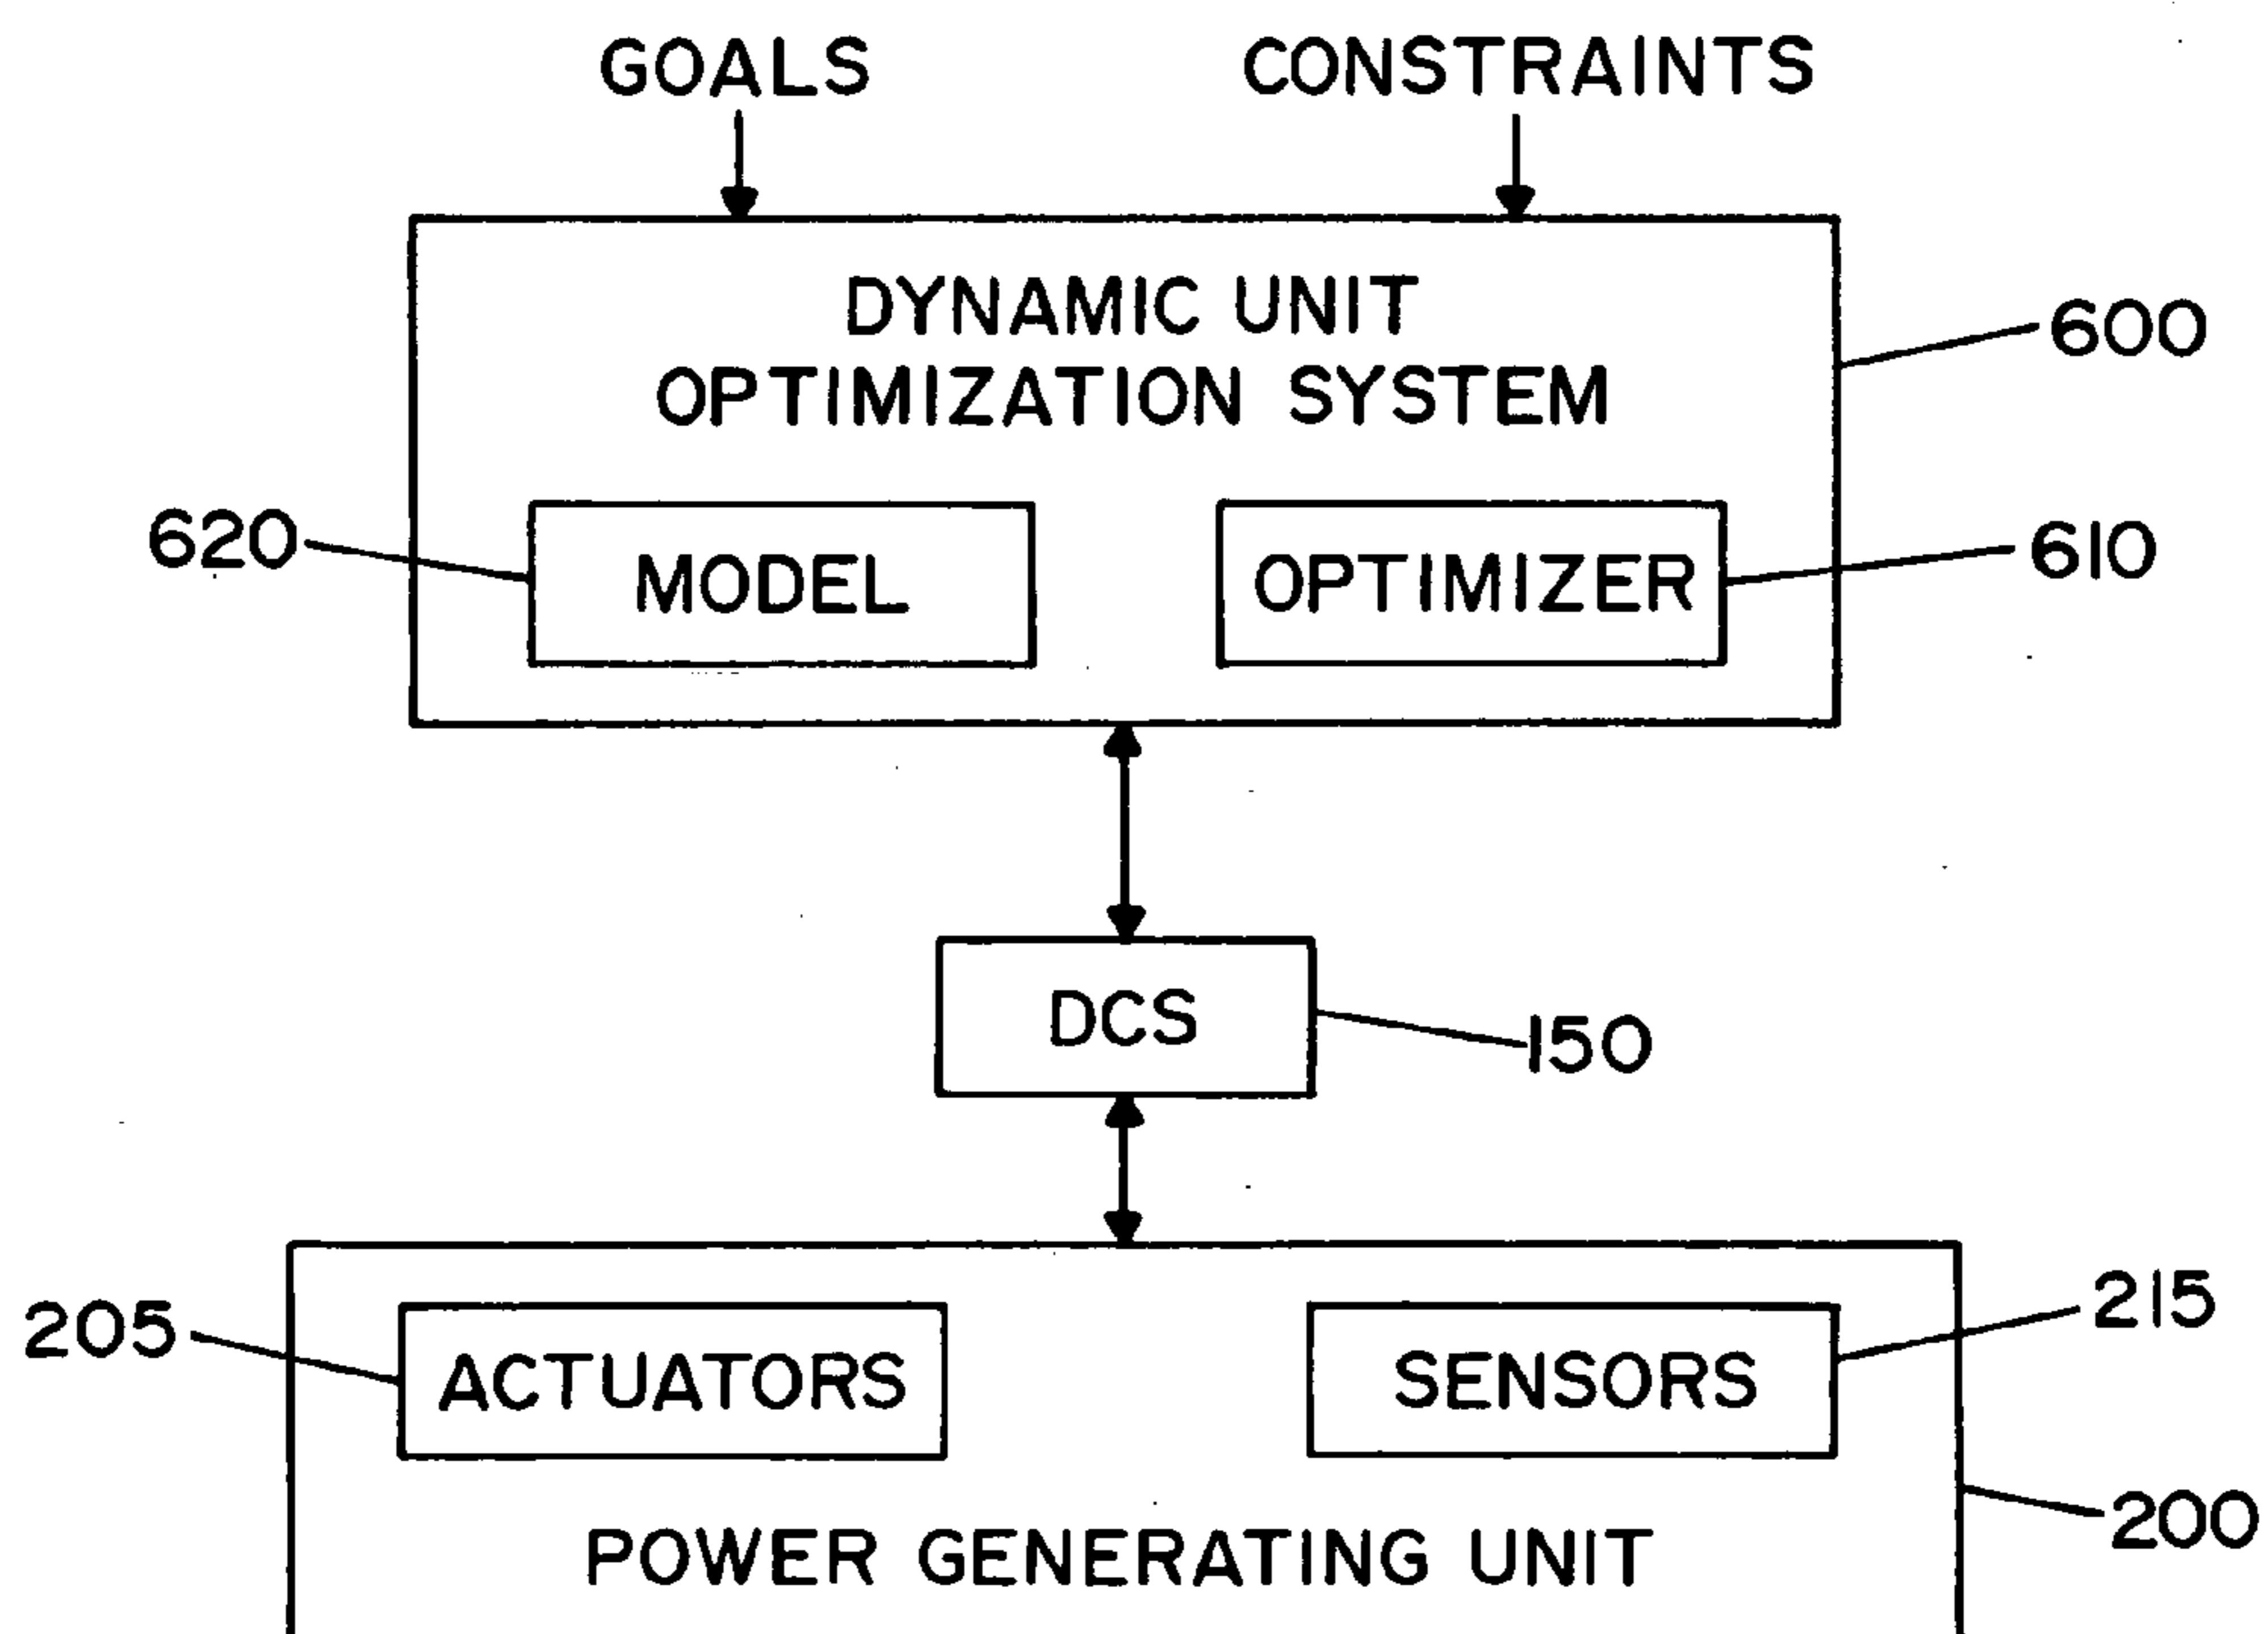 GOALS
CONSTRAINTS
DYNAMIC UNIT
OPTIMIZATION SYSTEM
600
620
MODEL
OPTIMIZER
610
DCS
150
205
ACTUATORS
SENSORS
215
200
POWER GENERATING UNIT